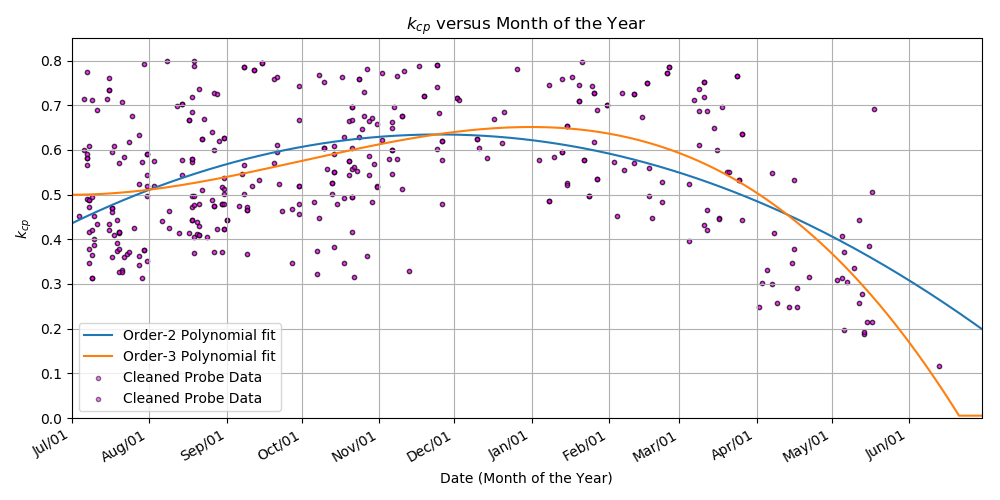 k_cp versus Month of the Year
k_cp
0.8
0.7
0.6
0.5
0.4
0.3
0.2
0.1
0.0
Order-2 Polynomial fit
Order-3 Polynomial fit
Cleaned Probe Data
Cleaned Probe Data
Jul/01 Aug/01 Sep/01 Oct/01 Nov/01 Dec/01 Jan/01 Feb/01 Mar/01 Apr/01 May/01 Jun/01
Date (Month of the Year)